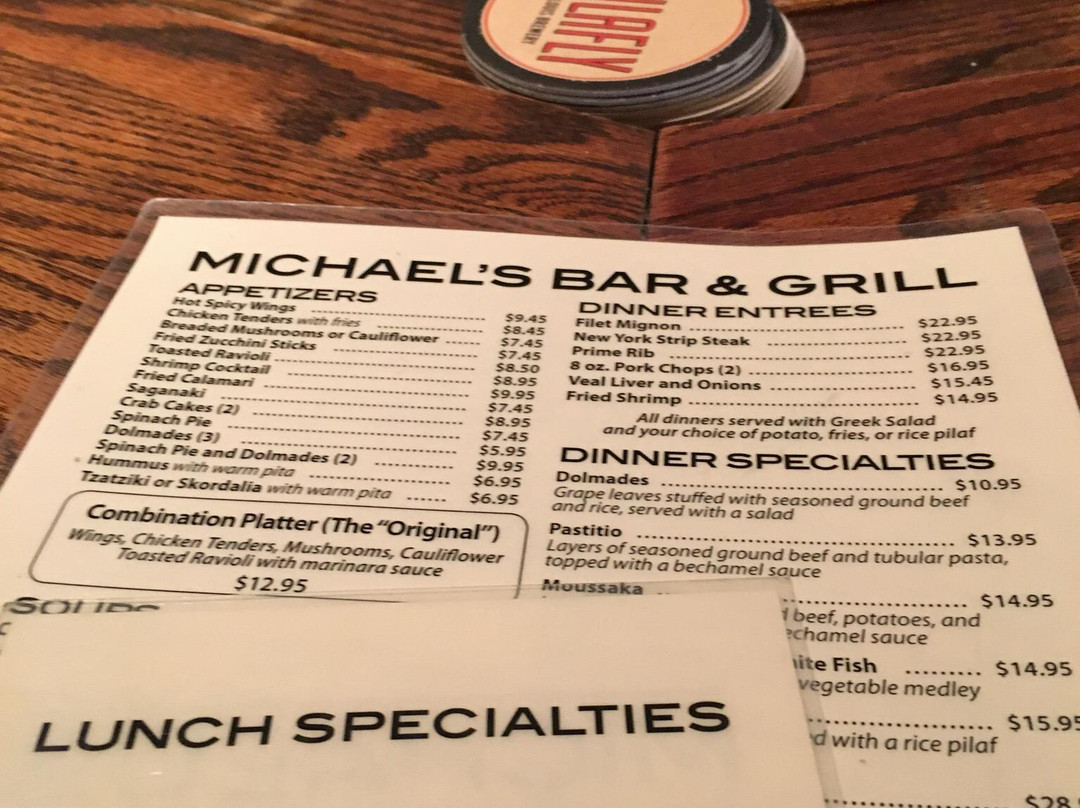 BREWERY
MICHAEL'S BAR & GRILL
APPETIZERS
Hot Spicy Wings $9.45
Chicken Tenders with fries $8.45
Breaded Mushrooms or Cauliflower $7.45
Fried Zucchini Sticks $7.45
Toasted Ravioli $8.50
Shrimp Cocktail $8.95
Fried Calamari $9.95
Saganaki $7.45
Crab Cakes (2) $8.95
Spinach Pie $7.45
Dolmades (3) $5.95
Spinach Pie and Dolmades (2) $9.95
Hummus with warm pita $6.95
Tzatziki or Skordalia with warm pita $6.95
Combination Platter (The "Original")
Wings, Chicken Tenders, Mushrooms, Cauliflower
Toasted Ravioli with marinara sauce
$12.95
SOUPS
DINNER ENTREES
Filet Mignon $22.95
New York Strip Steak $22.95
Prime Rib $22.95
8 oz. Pork Chops (2) $16.95
Veal Liver and Onions $15.45
Fried Shrimp $14.95
All dinners served with Greek Salad
and your choice of potato, fries, or rice pilaf
DINNER SPECIALTIES
Dolmades $10.95
Grape leaves stuffed with seasoned ground beef
and rice, served with a salad
Pastitio $13.95
Layers of seasoned ground beef and tubular pasta,
topped with a bechamel sauce
Moussaka $14.95
beef, potatoes, and
echamel sauce
ite Fish $14.95
vegetable medley
$15.95
d with a rice pilaf
$28
LUNCH SPECIALTIES